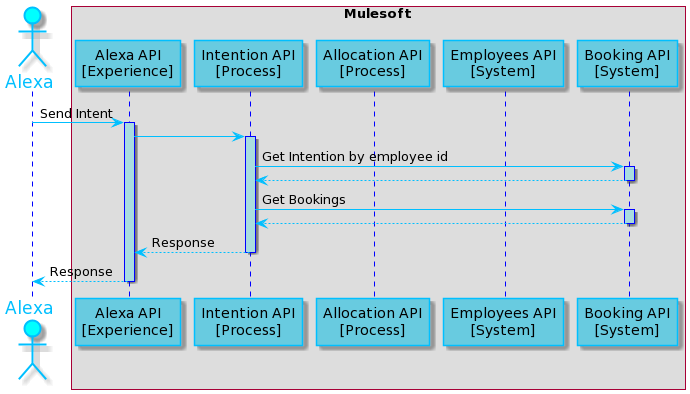 Mulesoft
Alexa
Alexa API
[Experience]
Intention API
[Process]
Allocation API
[Process]
Employees API
[System]
Booking API
[System]
Send Intent
Get Intention by employee id
Get Bookings
Response
Response
Alexa
Alexa API
[Experience]
Intention API
[Process]
Allocation API
[Process]
Employees API
[System]
Booking API
[System]